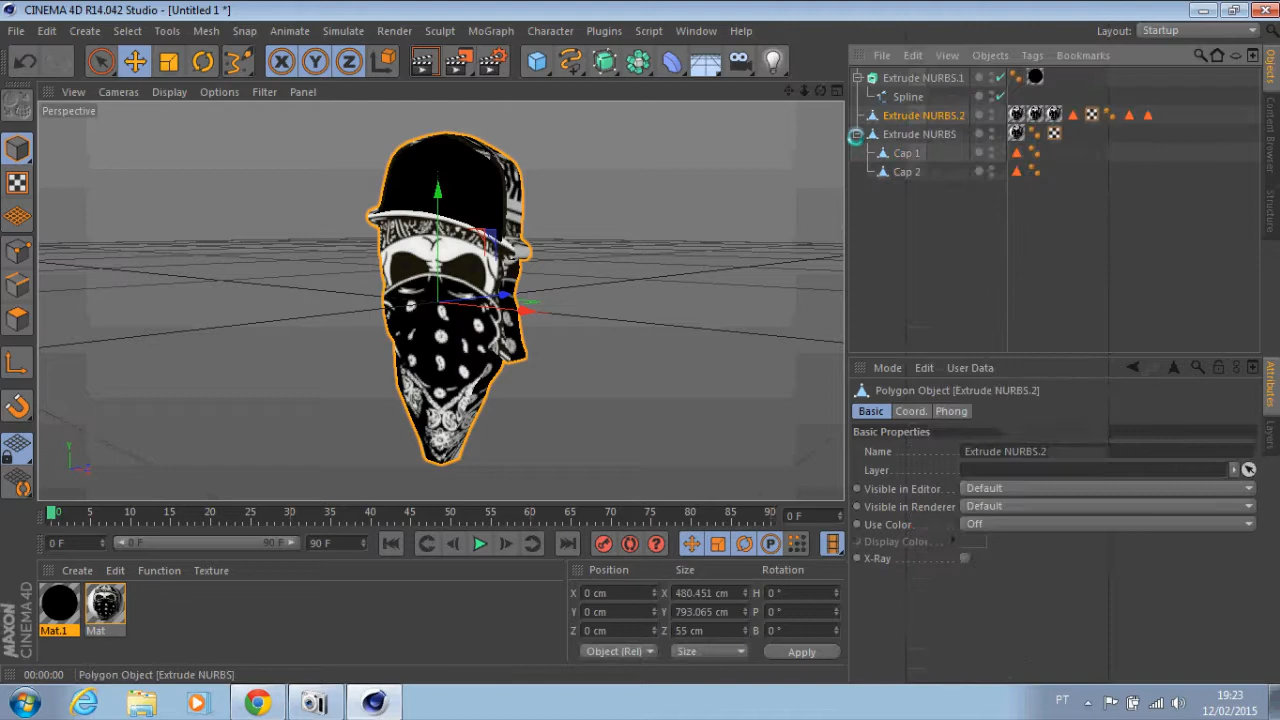 CINEMA 4D R14.042 Studio - [Untitled 1 *]
File Edit Create Select Tools Mesh Snap Animate Simulate Render Sculpt MoGraph Character Plugins Script Window Help
Layout: Startup
View Cameras Display Options Filter Panel
Perspective
File Edit View Objects Tags Bookmarks
Extrude NURBS.1
Spline
Extrude NURBS.2
Extrude NURBS
Cap 1
Cap 2
Objects
Content Browser
Structure
Mode Edit User Data
Polygon Object [Extrude NURBS.2]
Basic Coord. Phong
Basic Properties
Name Extrude NURBS.2
Layer
Visible in Editor Default
Visible in Renderer Default
Use Color Off
Display Color
X-Ray
Attributes
Layers
X Y Z
Y
0 5 10 15 20 25 30 35 40 45 50 55 60 65 70 75 80 85 90
0 F
0 F 0 F 90 F 90 F
Create Edit Function Texture
Mat.1
Mat
Position Size Rotation
X 0 cm X 480.451 cm H 0 °
Y 0 cm Y 793.065 cm P 0 °
Z 0 cm Z 55 cm B 0 °
Object (Rel) Size Apply
MAXON
CINEMA 4D
00:00:00 Polygon Object [Extrude NURBS]
PT
19:23
12/02/2015